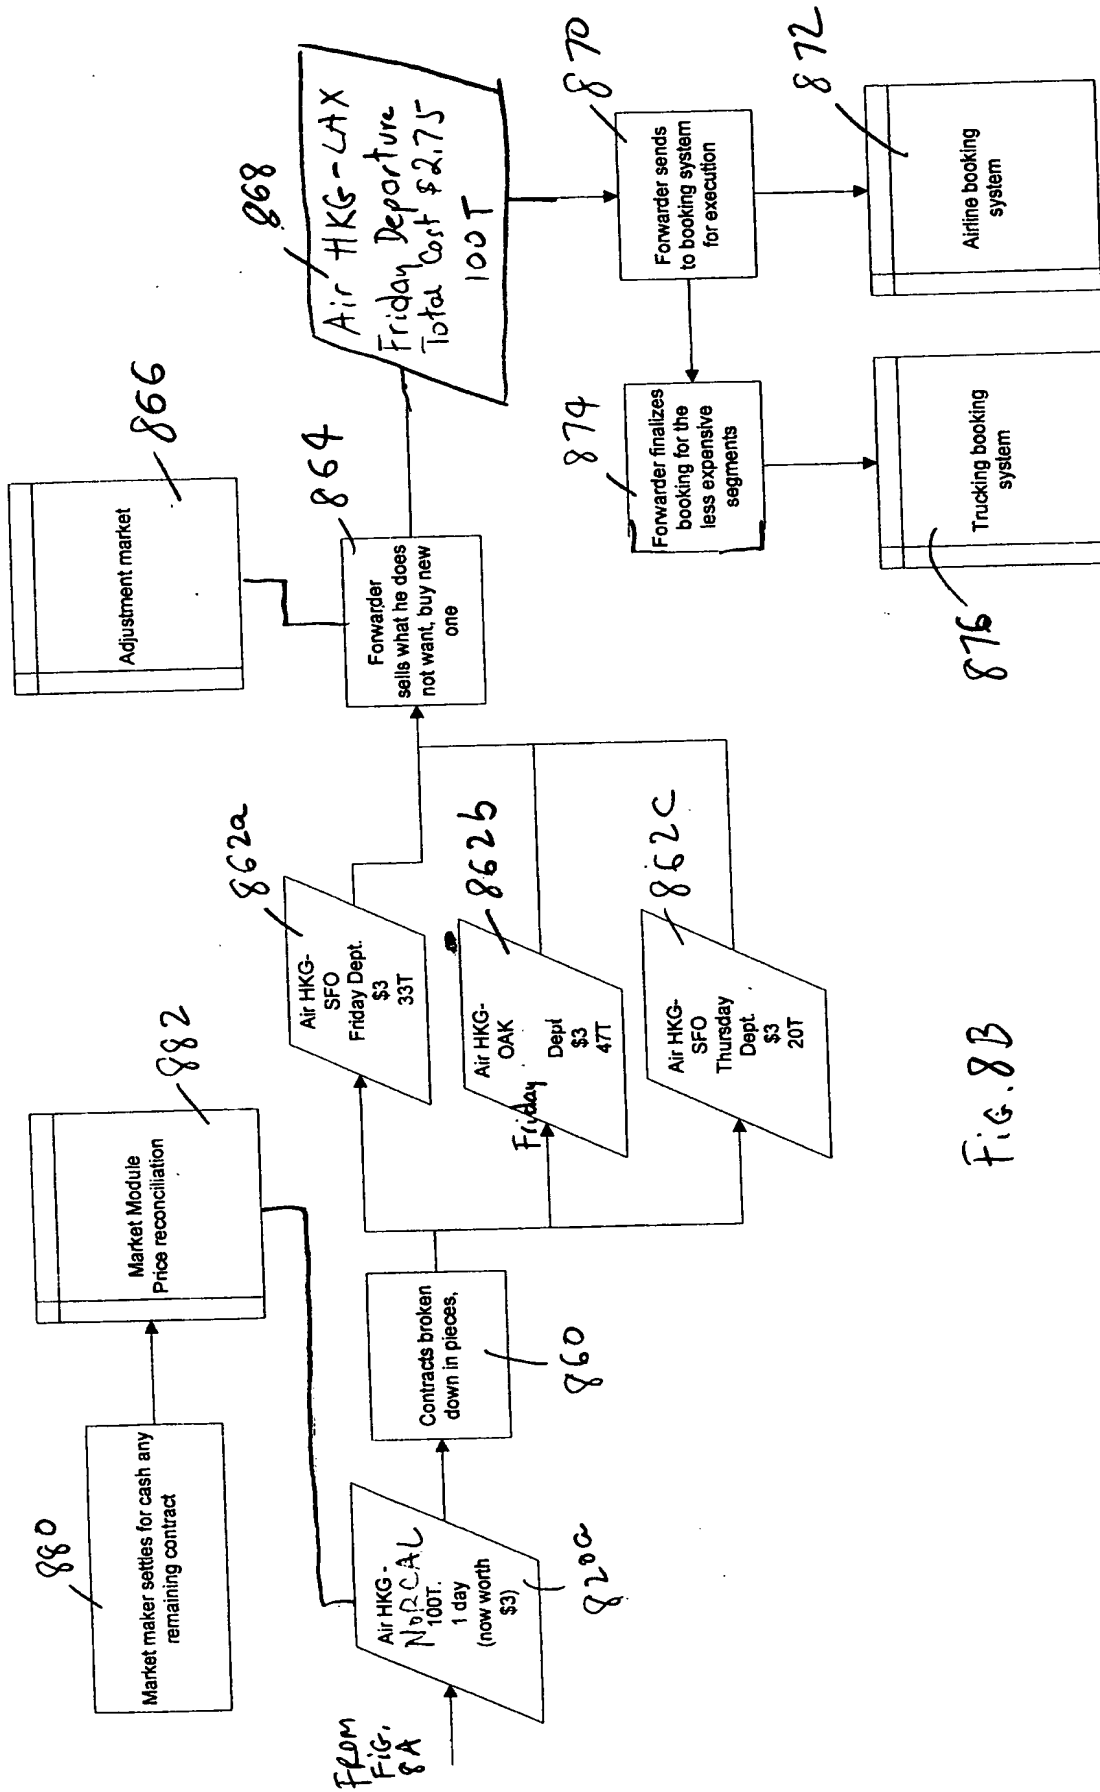 880
Market maker settles for cash any
remaining contract
882
Market Module
Price reconciliation
FROM
FIG.
8A
Air HKG -
NORCAL
100T.
1 day
(now worth
$3)
820a
Contracts broken
down in pieces,
860
862a
Air HKG-
SFO
Friday Dept.
$3
33T
862b
Air HKG-
OAK
Friday Dept
$3
47T
862c
Air HKG-
SFO
Thursday
Dept.
$3
20T
866
Adjustment market
864
Forwarder
sells what he does
not want, buy new
one
868
Air HKG-LAX
Friday Departure
Total Cost $2.75
100T
870
Forwarder sends
to booking system
for execution
872
Airline booking
system
874
Forwarder finalizes
booking for the
less expensive
segments
876
Trucking booking
system
FiG. 8B